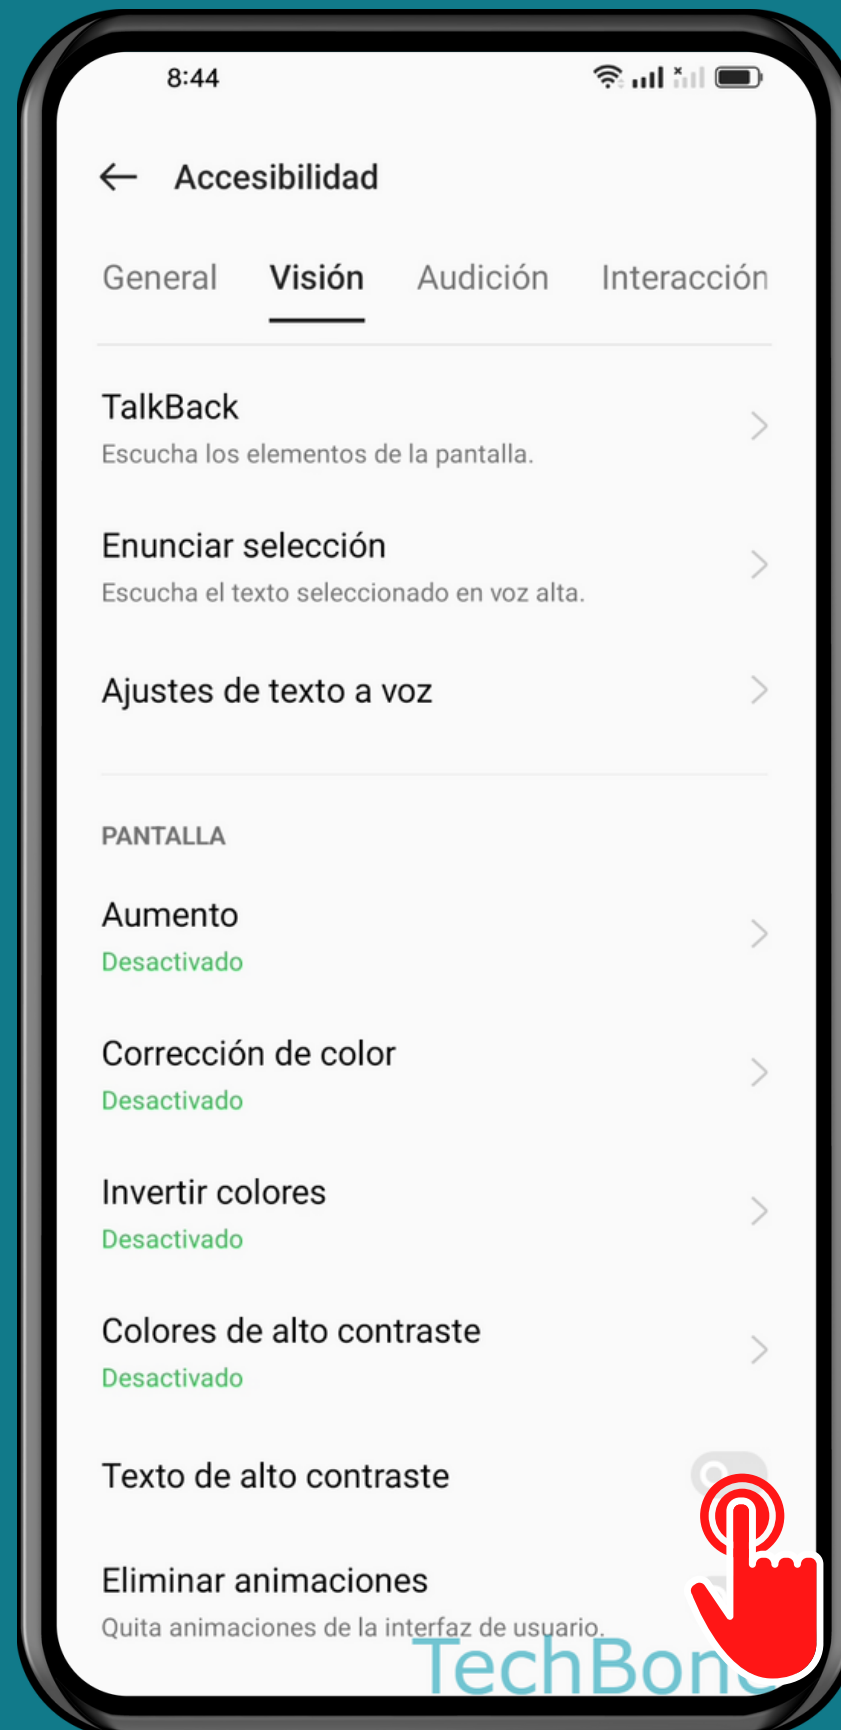 8:44
Accesibilidad
General Visión Audición Interacción
TalkBack
Escucha los elementos de la pantalla.
Enunciar selección
Escucha el texto seleccionado en voz alta.
Ajustes de texto a voz
PANTALLA
Aumento
Desactivado
Corrección de color
Desactivado
Invertir colores
Desactivado
Colores de alto contraste
Desactivado
Texto de alto contraste
Eliminar animaciones
Quita animaciones de la interfaz de usuario.